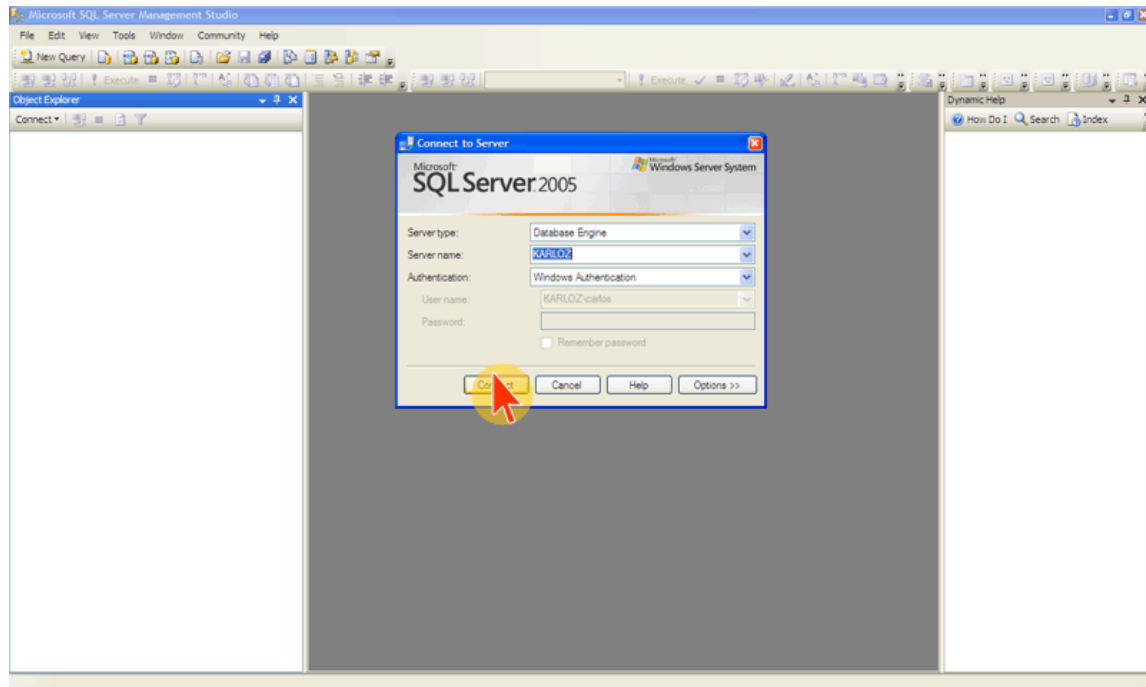 Microsoft SQL Server Management Studio
File Edit View Tools Window Community Help
New Query
Execute Execute
Object Explorer
Connect
Dynamic Help
How Do I Search Index
Connect to Server
Microsoft
SQL Server 2005
Microsoft
Windows Server System
Server type: Database Engine
Server name: KARLOZ
Authentication: Windows Authentication
User name: KARLOZ\carlos
Password:
Remember password
Connect Cancel Help Options >>